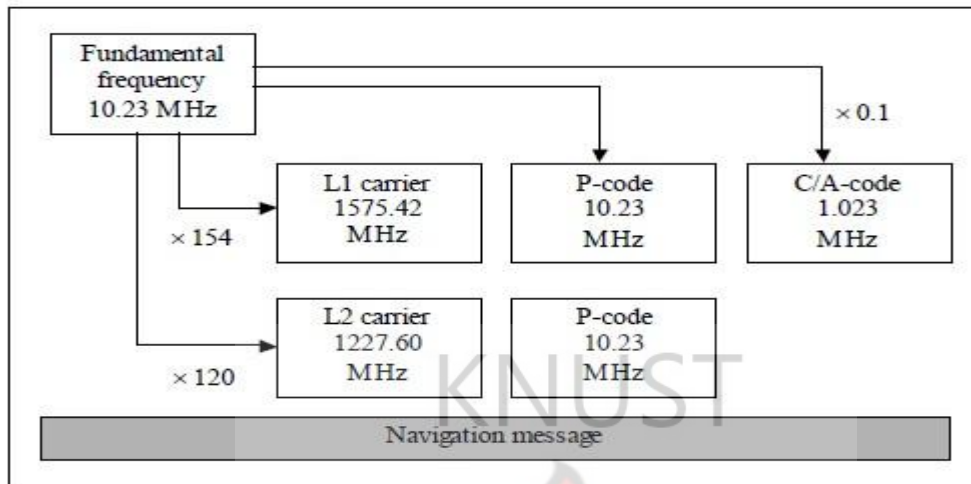 Fundamental
frequency
10.23 MHz
× 0.1
L1 carrier
1575.42
MHz
P-code
10.23
MHz
C/A-code
1.023
MHz
× 154
L2 carrier
1227.60
MHz
P-code
10.23
MHz
× 120
KNUST
Navigation message